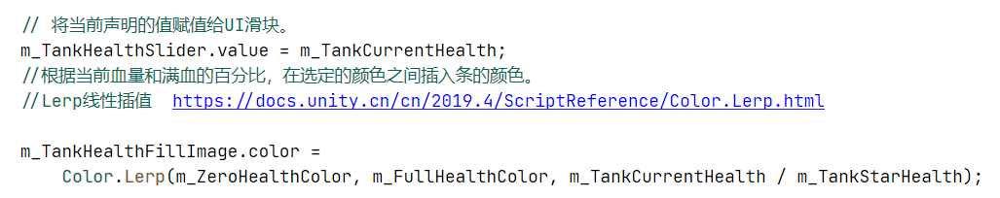 // 将当前声明的值赋值给UI滑块。
m_TankHealthSlider.value = m_TankCurrentHealth;
//根据当前血量和满血的百分比，在选定的颜色之间插入条的颜色。
//Lerp线性插值  https://docs.unity.cn/cn/2019.4/ScriptReference/Color.Lerp.html
m_TankHealthFillImage.color =
Color.Lerp(m_ZeroHealthColor, m_FullHealthColor, m_TankCurrentHealth / m_TankStarHealth);